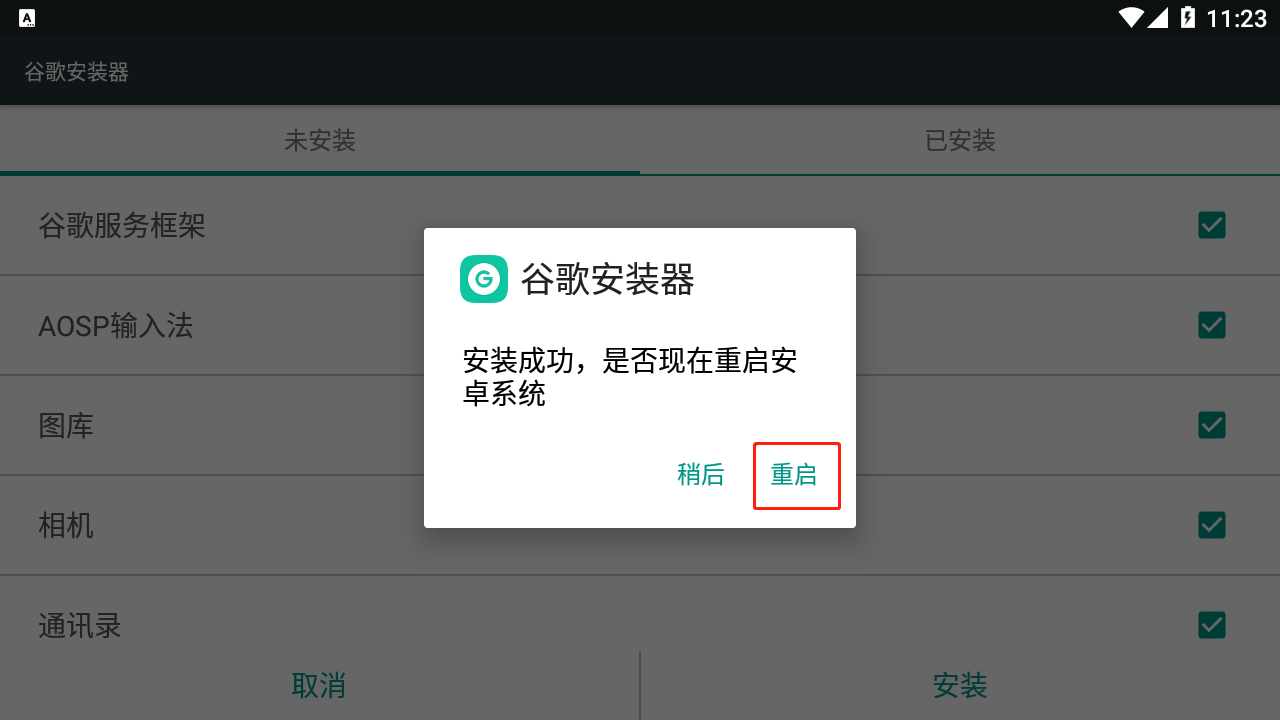 A
11:23
谷歌安装器
未安装
已安装
谷歌服务框架
AOSP输入法
图库
相机
通讯录
G 谷歌安装器
安装成功，是否现在重启安
卓系统
稍后
重启
取消
安装